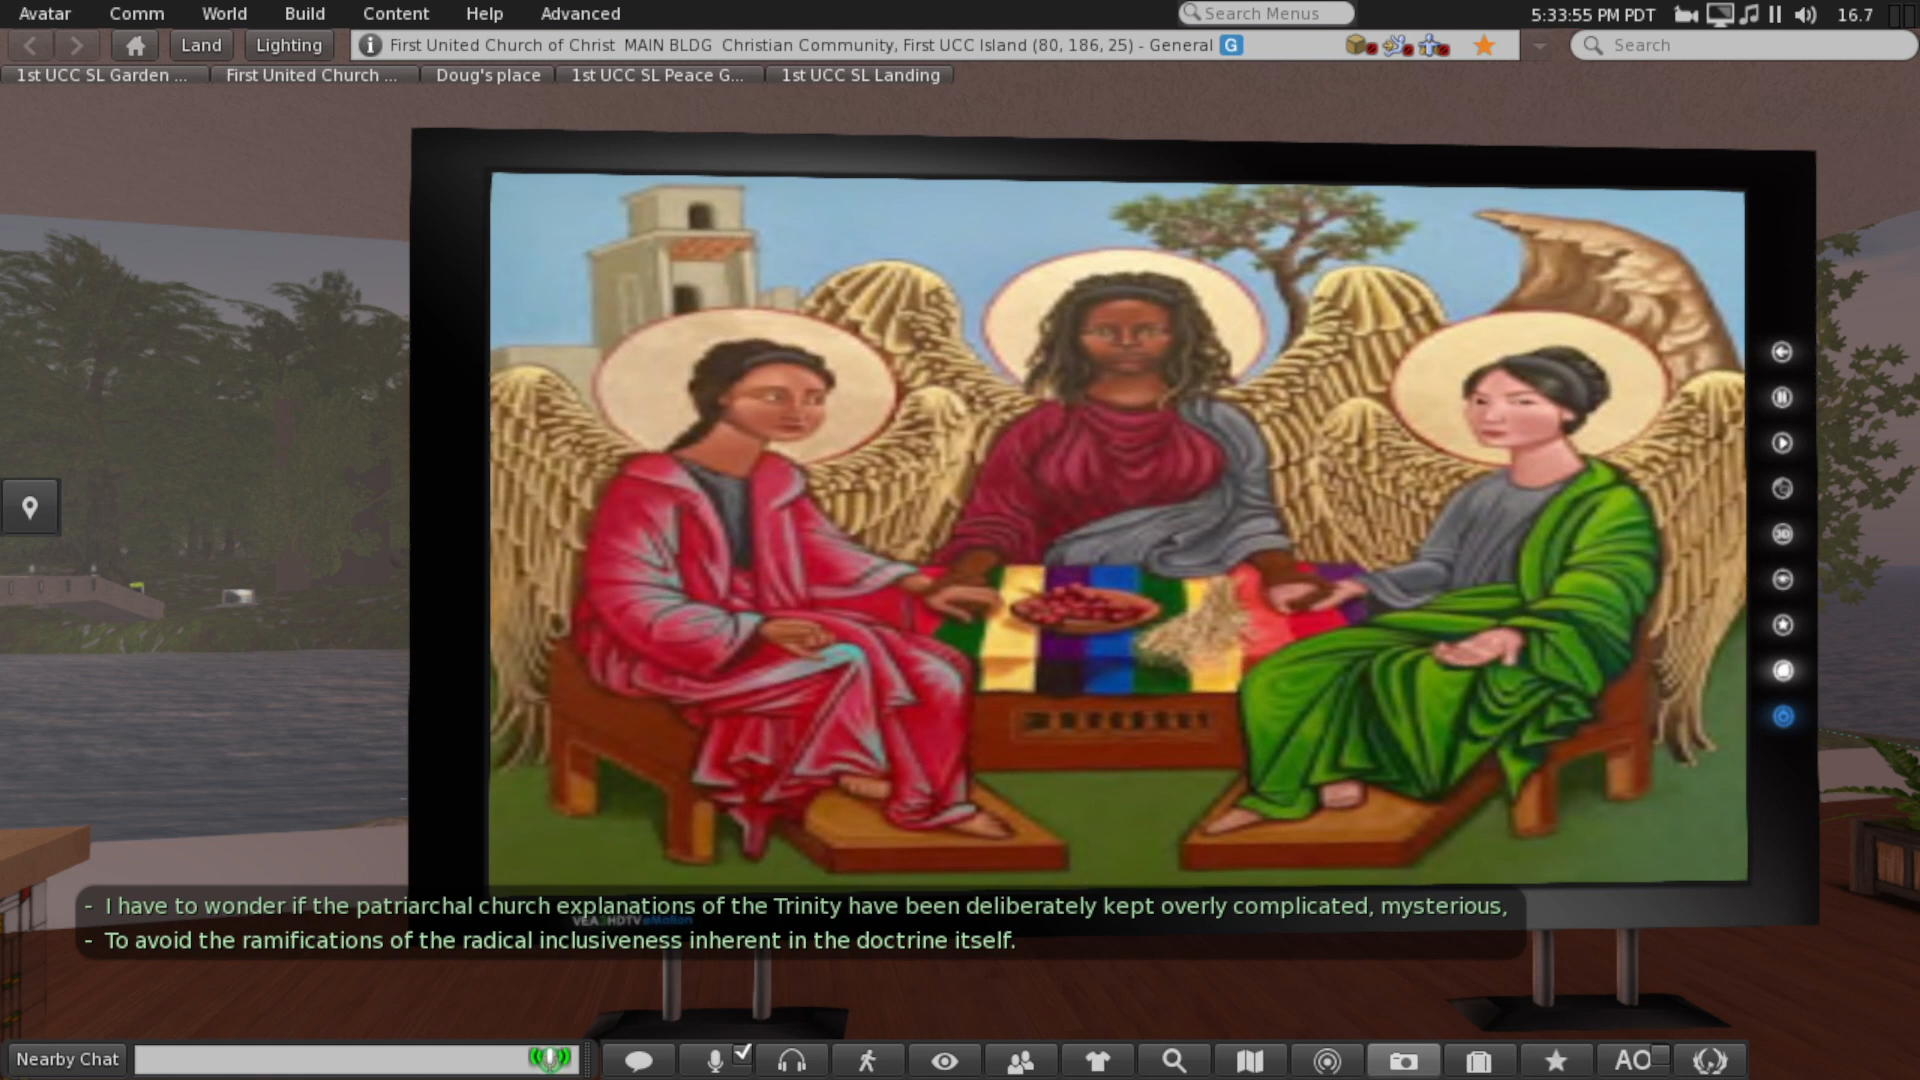 Avatar Comm World Build Content Help Advanced Search Menus 5:33:55 PM PDT 16.7
Land Lighting First United Church of Christ MAIN BLDG Christian Community, First UCC Island (80, 186, 25) - General G Search
1st UCC SL Garden ... First United Church ... Doug's place 1st UCC SL Peace G... 1st UCC SL Landing
3D
- I have to wonder if the patriarchal church explanations of the Trinity have been deliberately kept overly complicated, mysterious,
- To avoid the ramifications of the radical inclusiveness inherent in the doctrine itself.
Nearby Chat AO